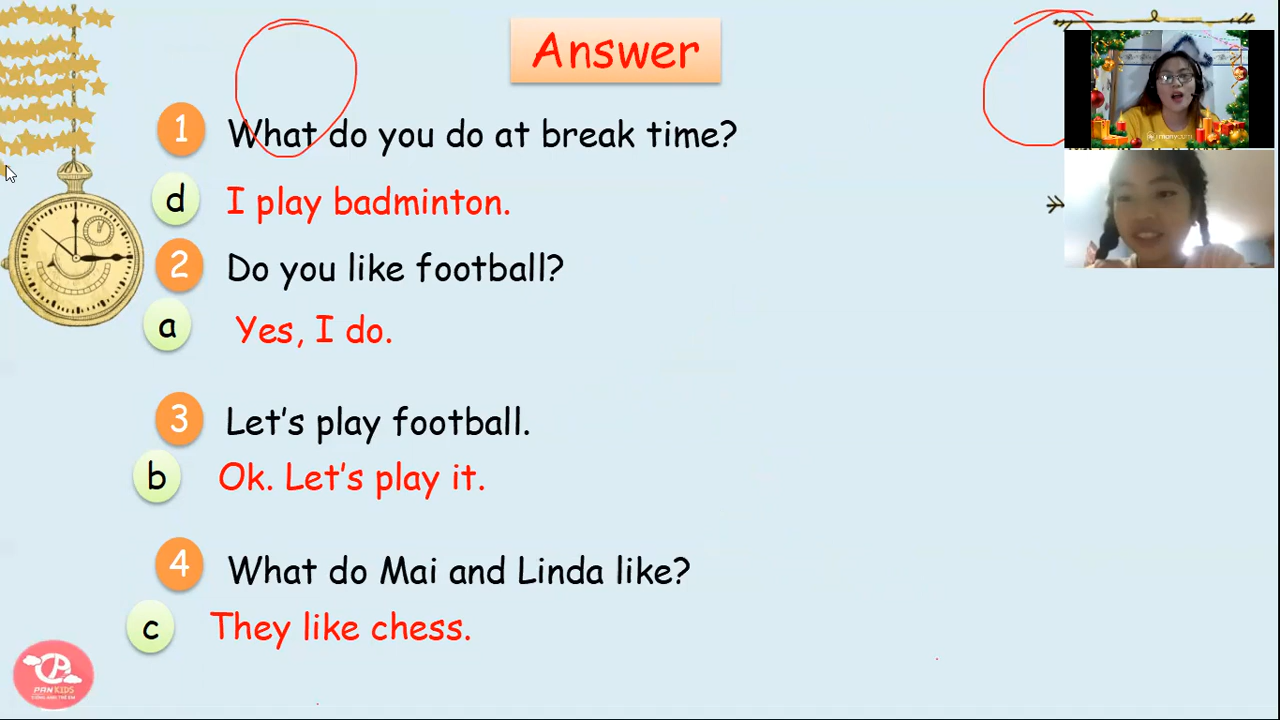 Answer
1 What do you do at break time?
d I play badminton.
2 Do you like football?
a Yes, I do.
3 Let's play football.
b Ok. Let's play it.
4 What do Mai and Linda like?
c They like chess.
PAN KIDS